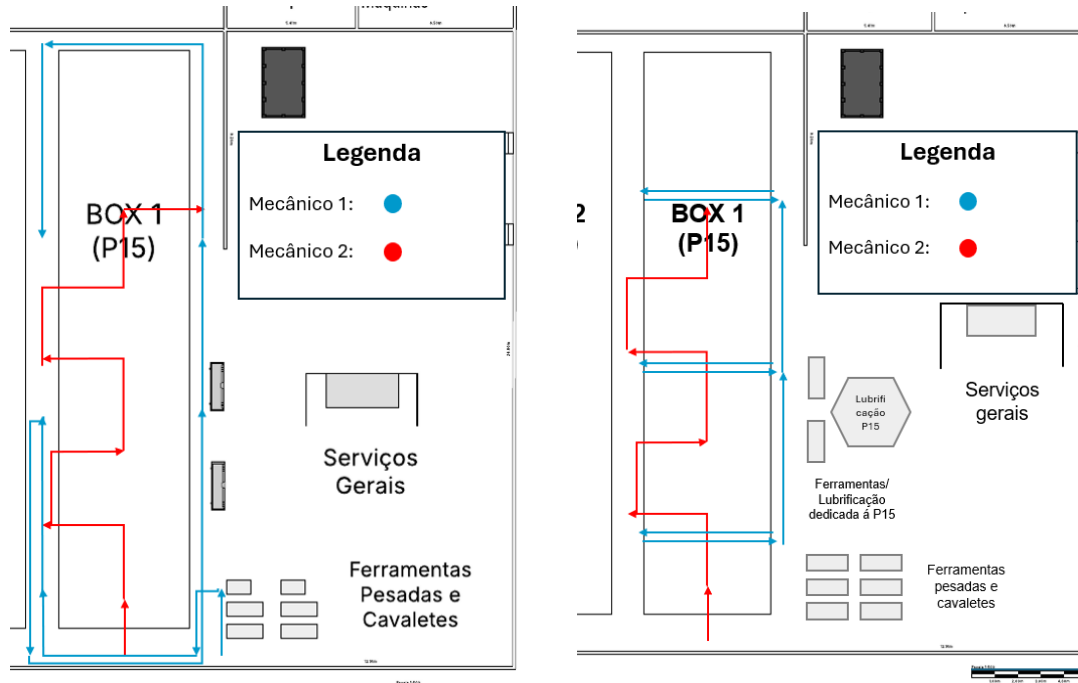 BOX 1
(P15)
Legenda
Mecânico 1:
Mecânico 2:
Serviços
Gerais
Ferramentas
Pesadas e
Cavaletes
2
BOX 1
(P15)
Legenda
Mecânico 1:
Mecânico 2:
Lubrifi
cação
P15
Serviços
gerais
Ferramentas/
Lubrificação
dedicada á P15
Ferramentas
pesadas e
cavaletes